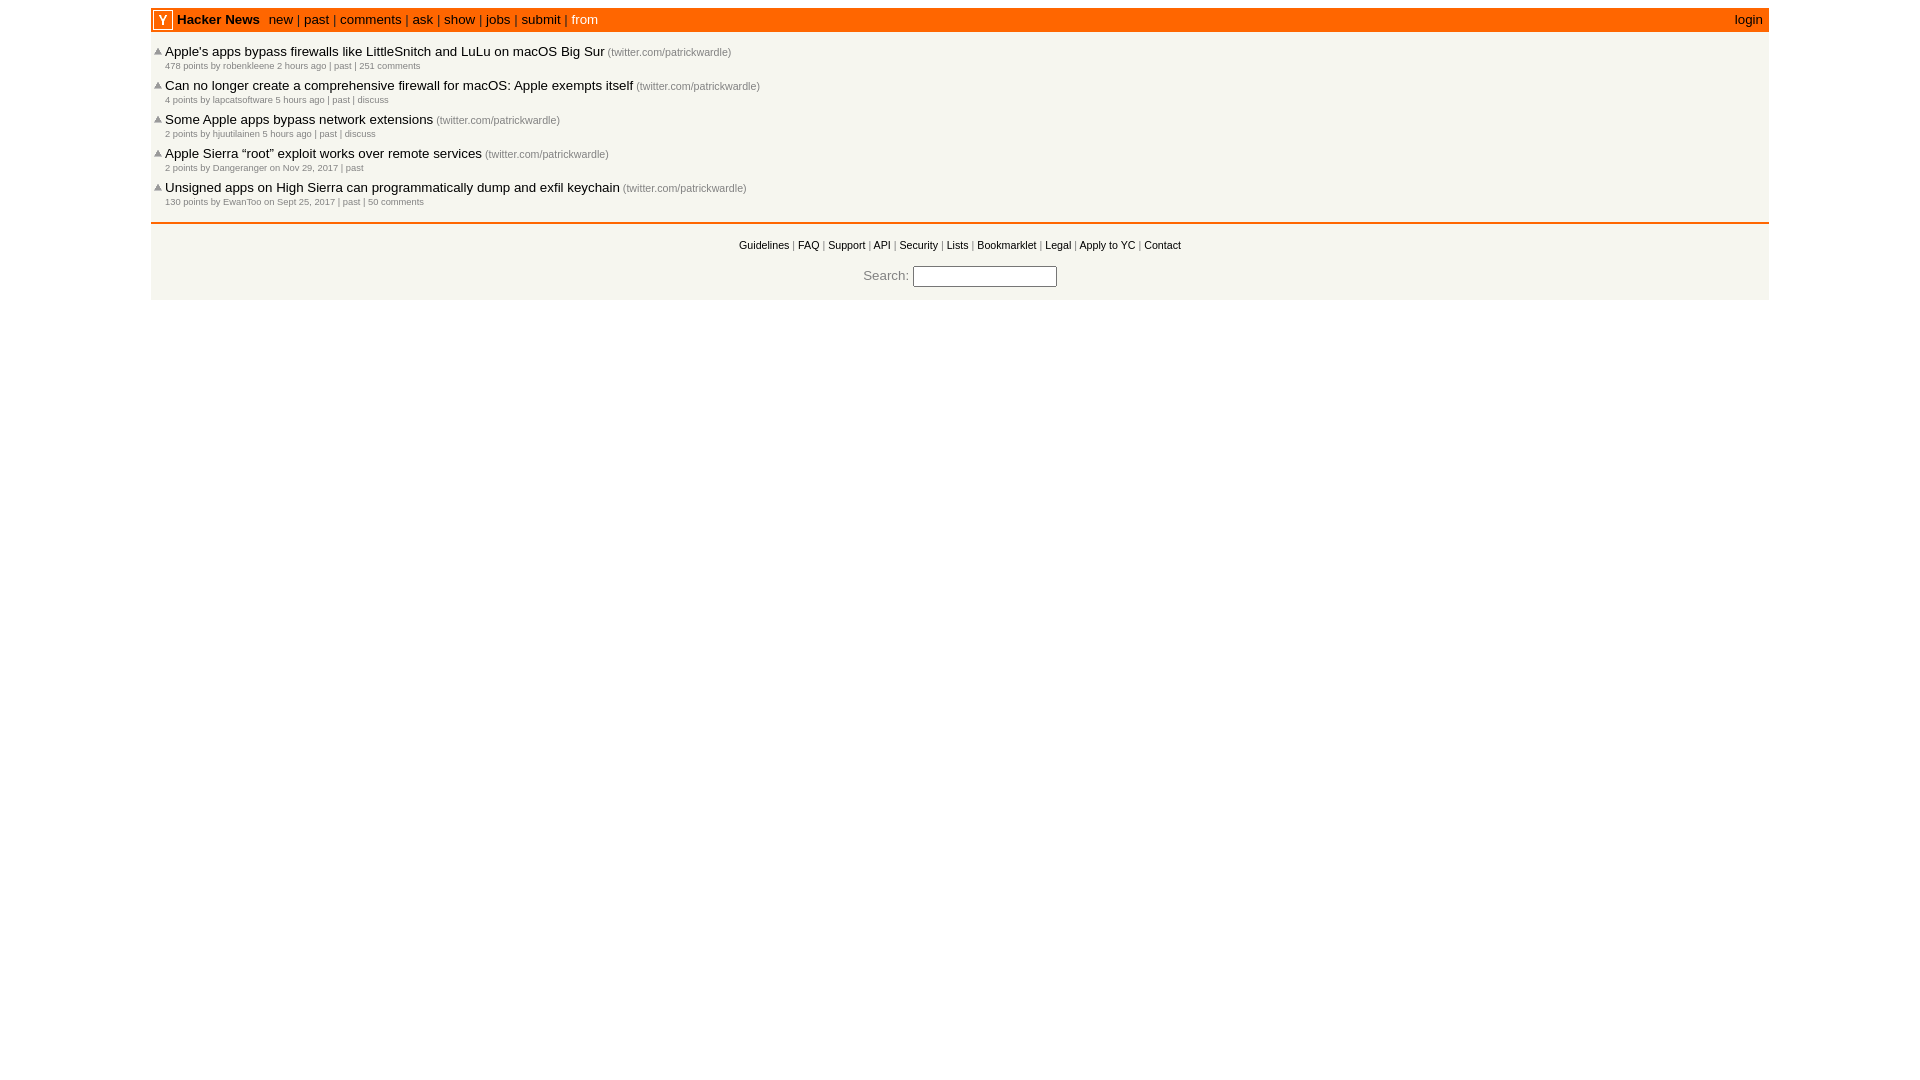 Y Hacker News new | past | comments | ask | show | jobs | submit | from login
Apple's apps bypass firewalls like LittleSnitch and LuLu on macOS Big Sur (twitter.com/patrickwardle)
478 points by robenkleene 2 hours ago | past | 251 comments
Can no longer create a comprehensive firewall for macOS: Apple exempts itself (twitter.com/patrickwardle)
4 points by lapcatsoftware 5 hours ago | past | discuss
Some Apple apps bypass network extensions (twitter.com/patrickwardle)
2 points by hjuutilainen 5 hours ago | past | discuss
Apple Sierra “root” exploit works over remote services (twitter.com/patrickwardle)
2 points by Dangeranger on Nov 29, 2017 | past
Unsigned apps on High Sierra can programmatically dump and exfil keychain (twitter.com/patrickwardle)
130 points by EwanToo on Sept 25, 2017 | past | 50 comments
Guidelines | FAQ | Support | API | Security | Lists | Bookmarklet | Legal | Apply to YC | Contact
Search: